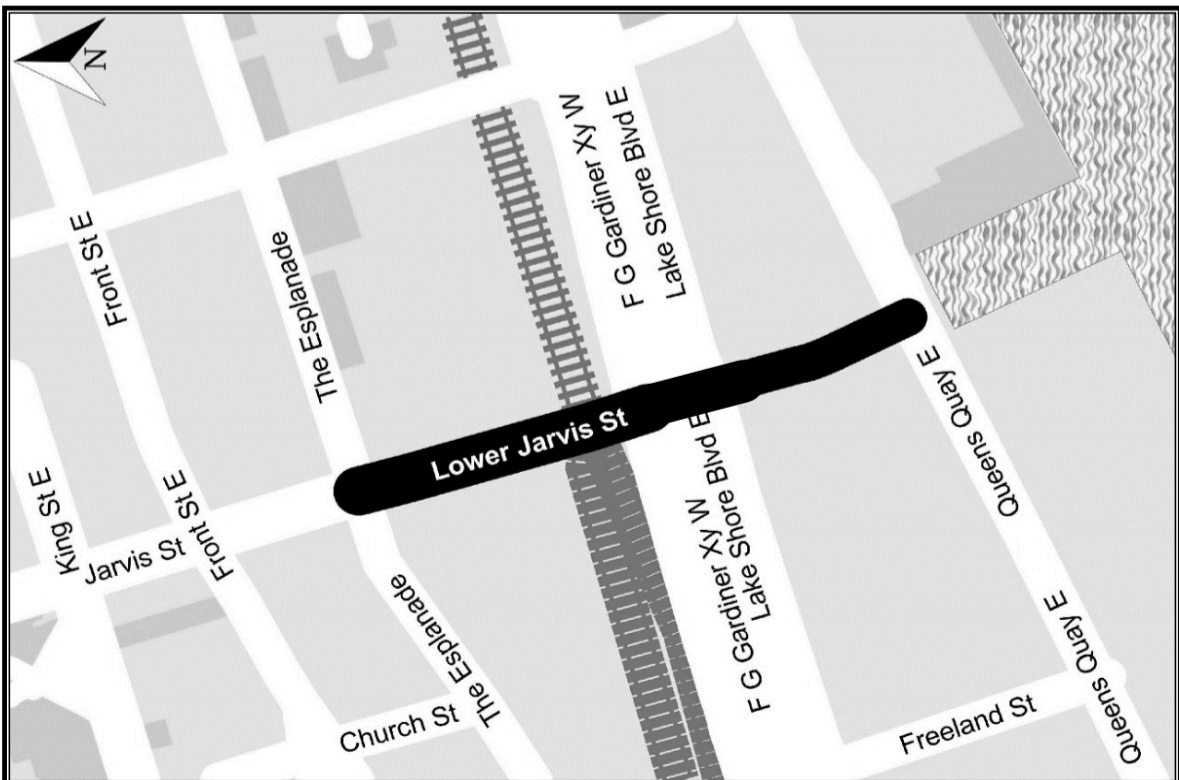 N
Front St E
The Esplanade
F G Gardiner Xy W
Lake Shore Blvd E
King St E
Jarvis St
Front St E
Lower Jarvis St
The Esplanade
Church St
F G Gardiner Xy W
Lake Shore Blvd E
Queens Quay E
Freeland St
Queens Quay E